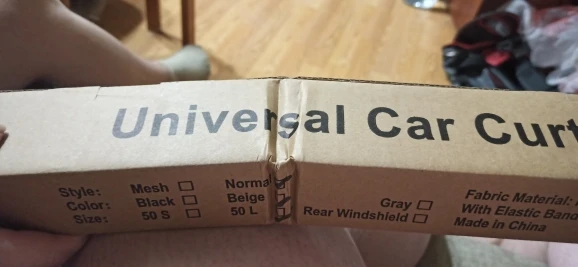 Universal Car Curt
Style: Mesh ☐ Normal Fabric Material:
Color: Black ☐ Beige Gray ☐ With Elastic Band
Size: 50 S ☐ 50 L Rear Windshield ☐ Made in China